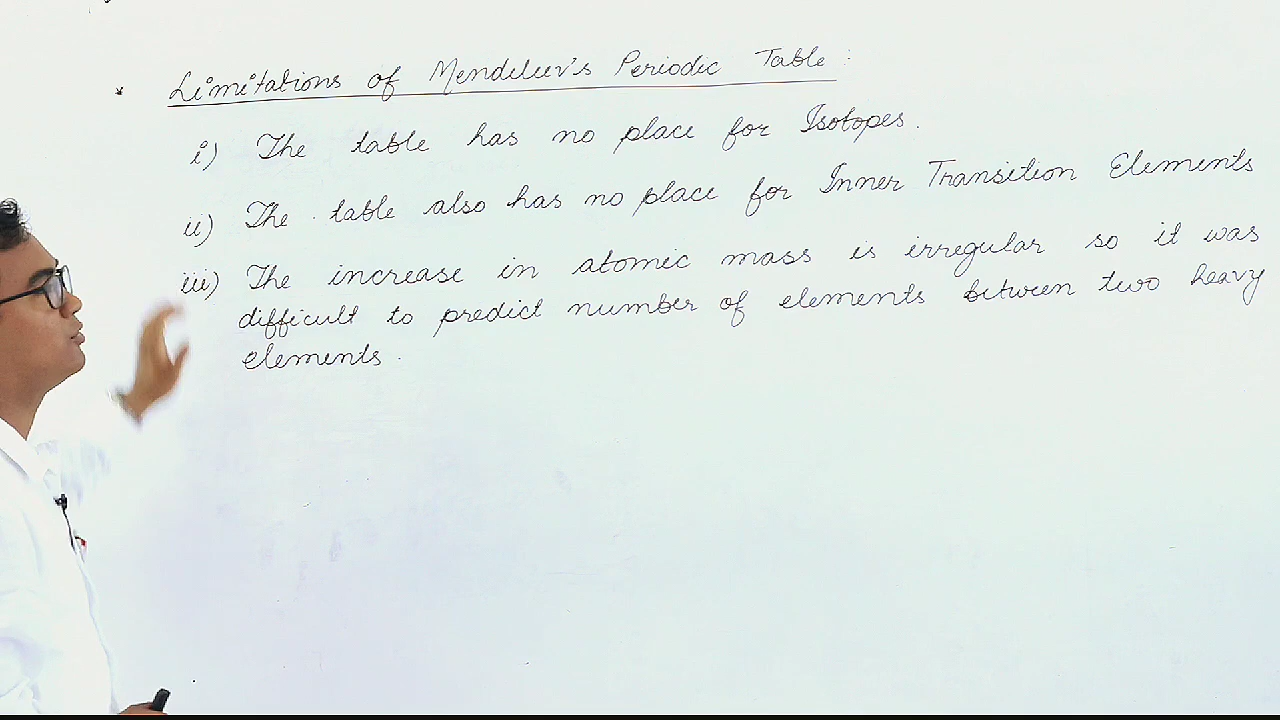 * Limitations of Mendeleev's Periodic Table :
i) The table has no place for Isotopes.
ii) The table also has no place for Inner Transition Elements
iii) The increase in atomic mass is irregular so it was
difficult to predict number of elements between two heavy
elements.